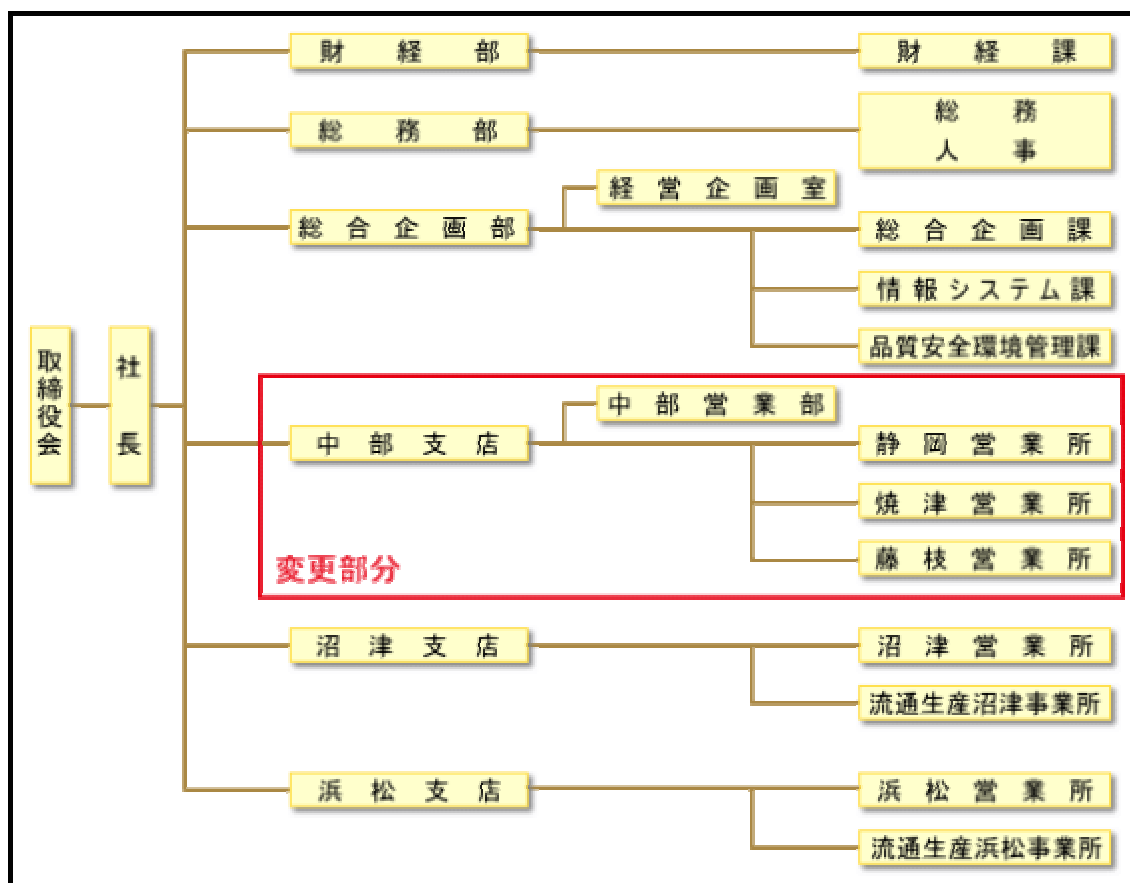 財経部
財経課
総務部
総務
人事
経営企画室
総合企画部
総合企画課
情報システム課
品質安全環境管理課
取締役会
社長
中部営業部
中部支店
静岡営業所
焼津営業所
藤枝営業所
変更部分
沼津支店
沼津営業所
流通生産沼津事業所
浜松支店
浜松営業所
流通生産浜松事業所